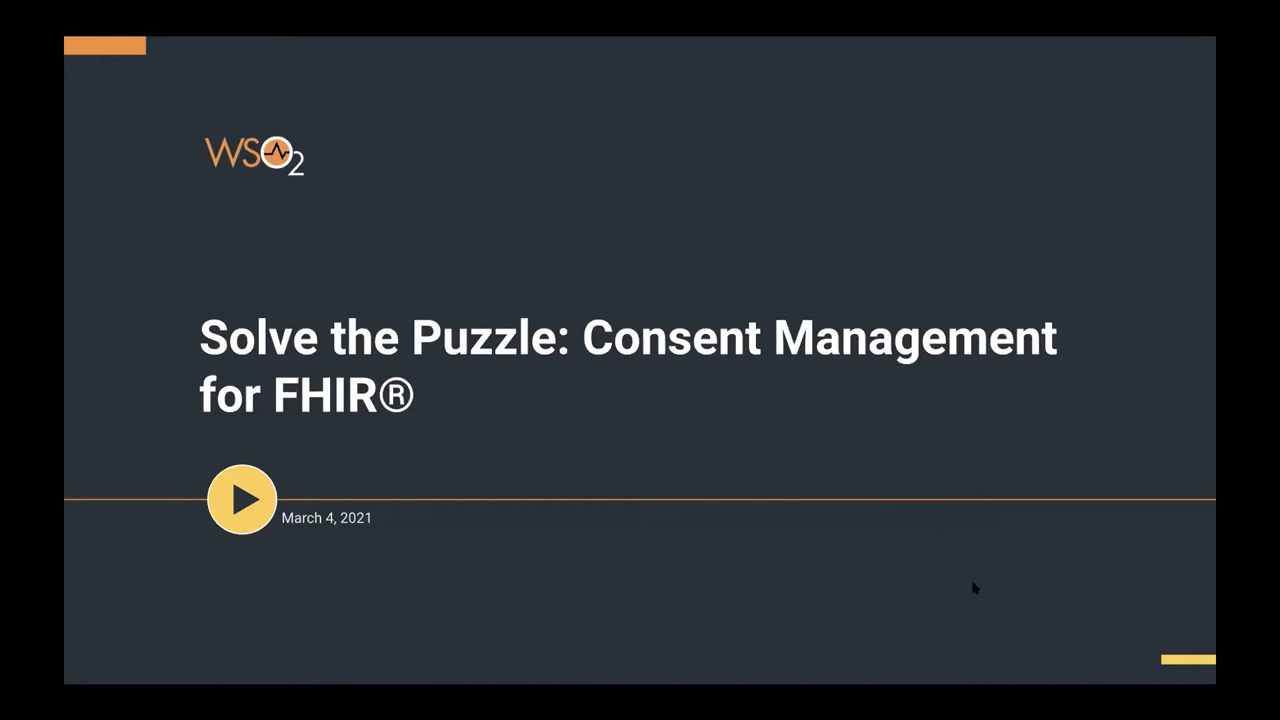 WSO2
Solve the Puzzle: Consent Management
for FHIR®
March 4, 2021